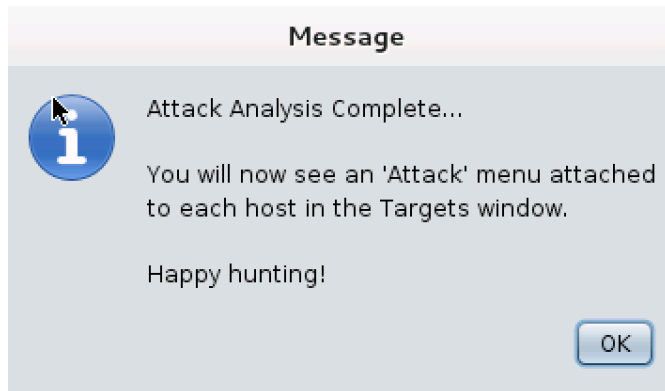 Message
Attack Analysis Complete...
You will now see an 'Attack' menu attached
to each host in the Targets window.
Happy hunting!
OK